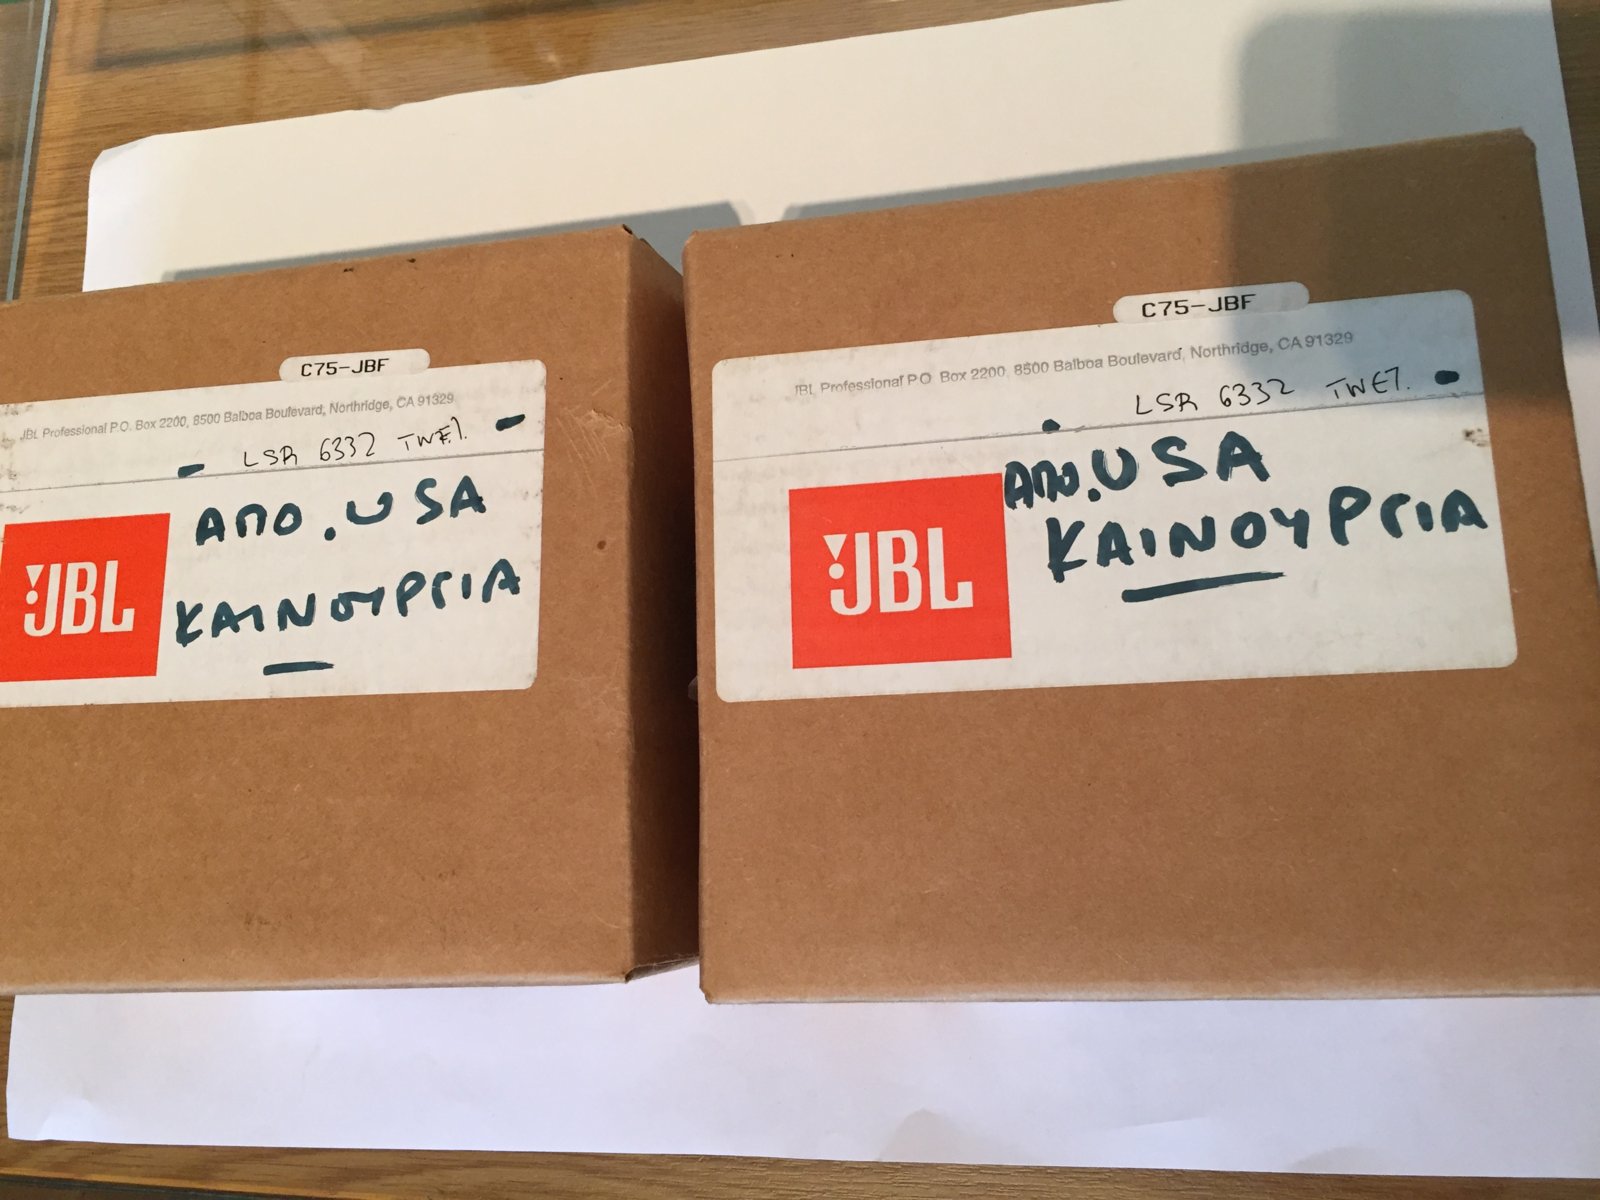 C75-JBF
JBL Professional P.O. Box 2200, 8500 Balboa Boulevard, Northridge, CA 91329
LSR 6332 TWET.
ΑΠΟ. USA
JBL
ΚΑΙΝΟΥΡΓΙΑ
C75-JBF
JBL Professional P.O. Box 2200, 8500 Balboa Boulevard, Northridge, CA 91329
LSR 6332 TWET.
ΑΠΟ. USA
JBL
ΚΑΙΝΟΥΡΓΙΑ